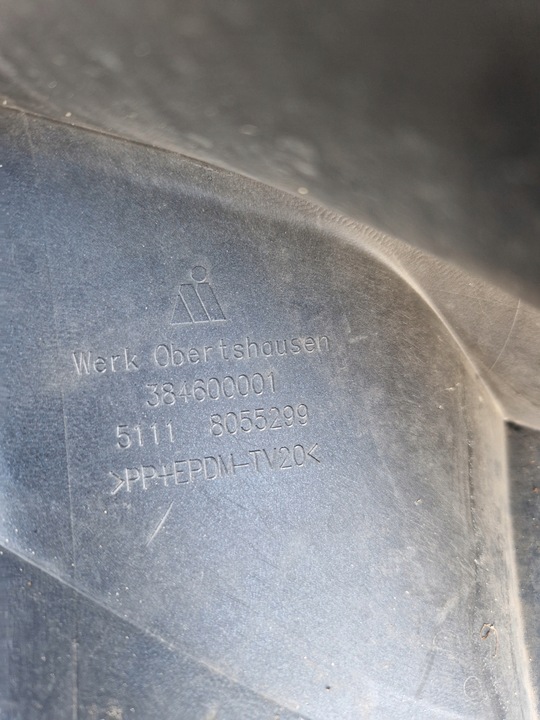 Werk Obertshausen
384600001
5111 8055299
>PP+EPDM-TV20<